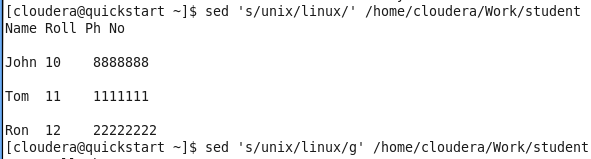 [cloudera@quickstart ~]$ sed 's/unix/linux/' /home/cloudera/Work/student
Name Roll Ph No
John 10    8888888
Tom  11    1111111
Ron  12    22222222
[cloudera@quickstart ~]$ sed 's/unix/linux/g' /home/cloudera/Work/student